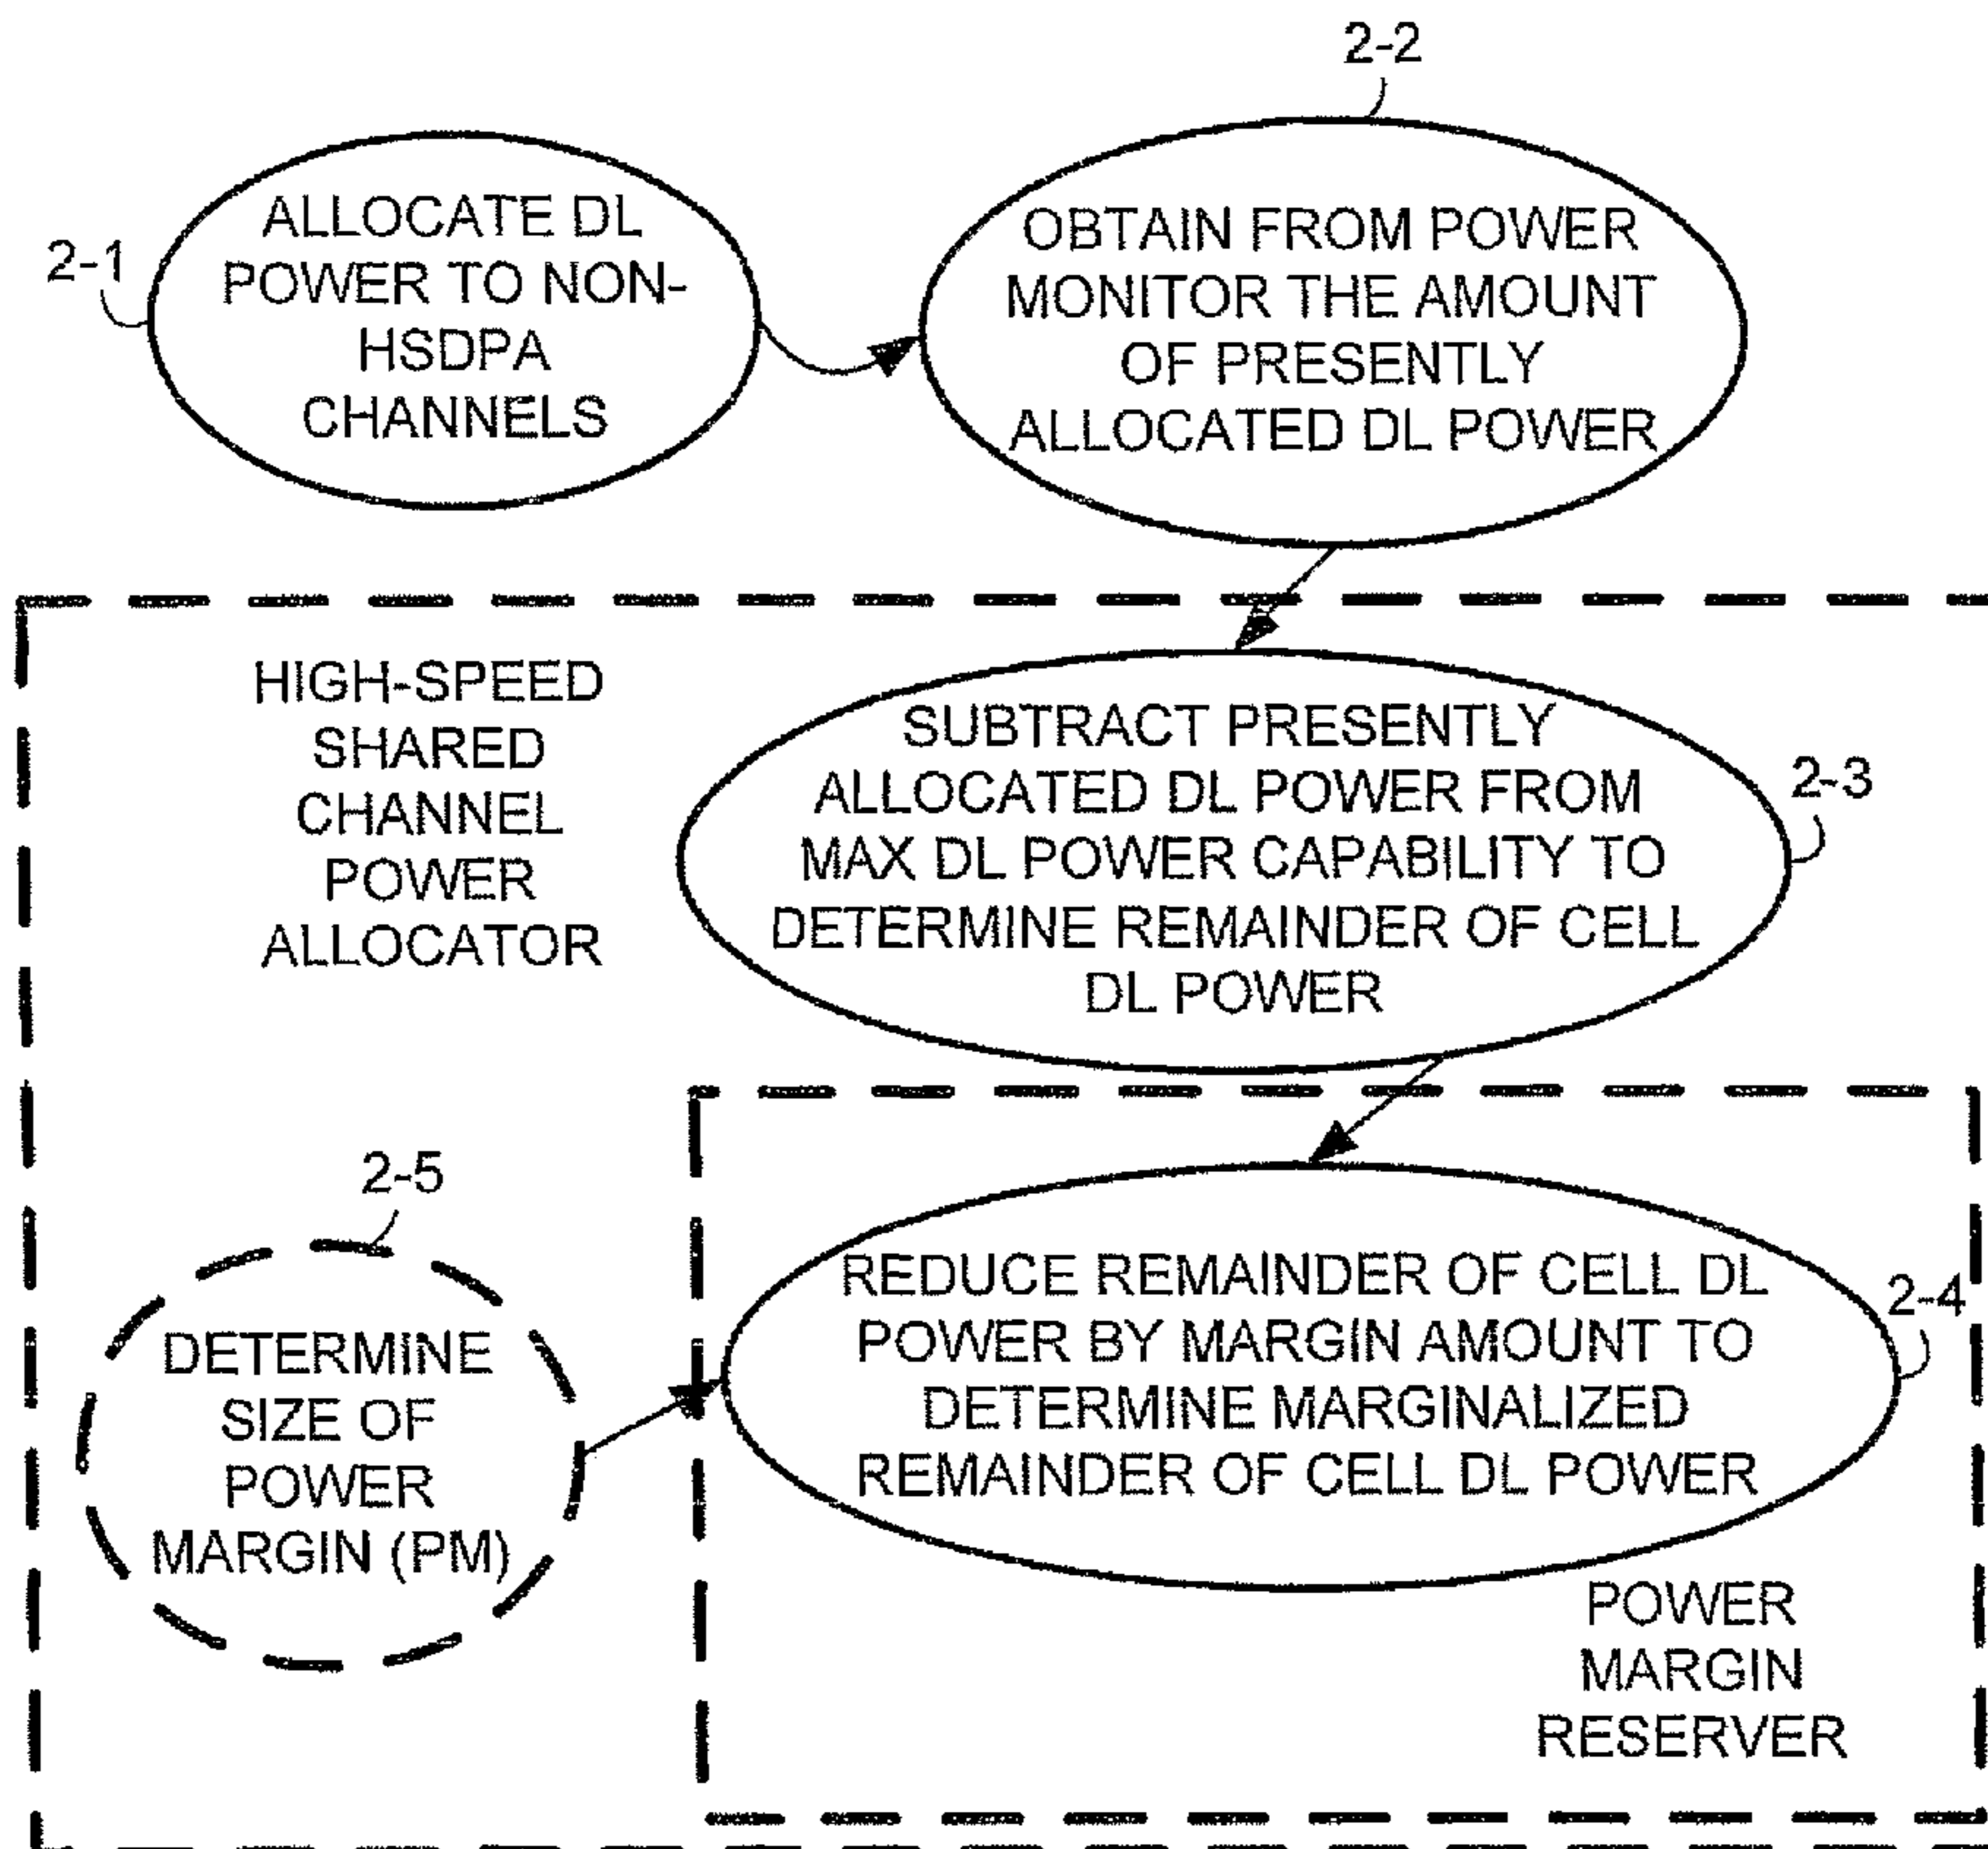 2-2
2-1
ALLOCATE DL
POWER TO NON-
HSDPA
CHANNELS
OBTAIN FROM POWER
MONITOR THE AMOUNT
OF PRESENTLY
ALLOCATED DL POWER
HIGH-SPEED
SHARED
CHANNEL
POWER
ALLOCATOR
SUBTRACT PRESENTLY
ALLOCATED DL POWER FROM
MAX DL POWER CAPABILITY TO
DETERMINE REMAINDER OF CELL
DL POWER
2-3
2-5
DETERMINE
SIZE OF
POWER
MARGIN (PM)
REDUCE REMAINDER OF CELL DL
POWER BY MARGIN AMOUNT TO
DETERMINE MARGINALIZED
REMAINDER OF CELL DL POWER
2-4
POWER
MARGIN
RESERVER